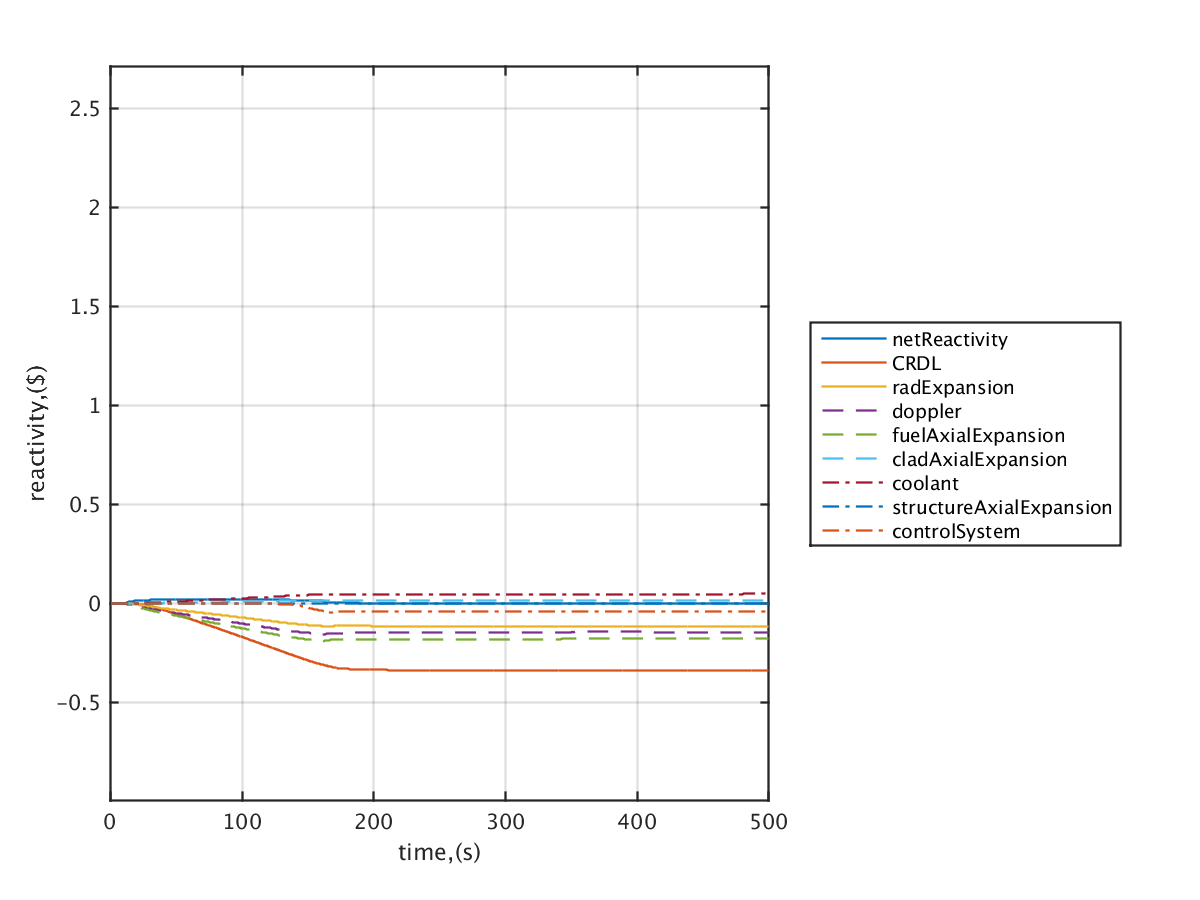 2.5
2
1.5
1
0.5
0
−0.5
0 100 200 300 400 500
time,(s)
reactivity,($)
netReactivity
CRDL
radExpansion
doppler
fuelAxialExpansion
cladAxialExpansion
coolant
structureAxialExpansion
controlSystem